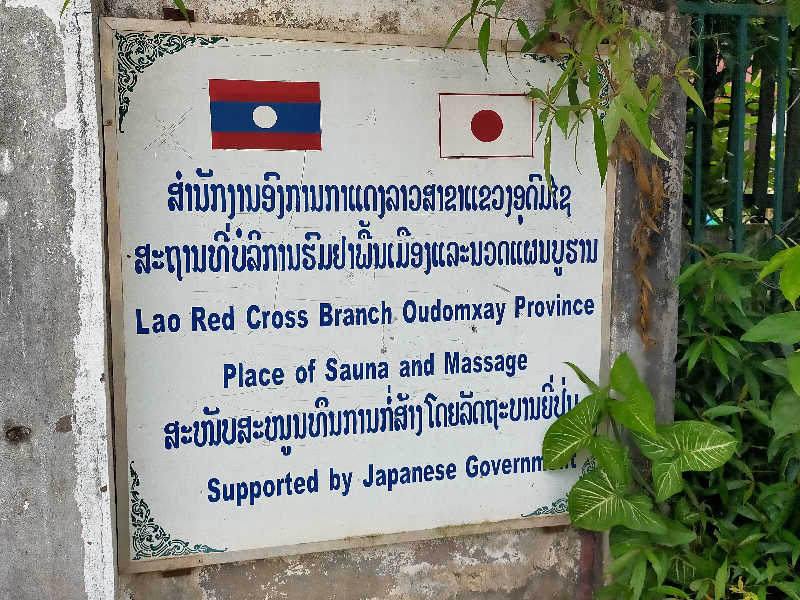 ສຳນັກງານອົງການກາແດງລາວສາຂາແຂວງອຸດົມໄຊ
ສະຖານທີ່ບໍລິການຮົມຢາພື້ນເມືອງແລະນວດແຜນບູຮານ
Lao Red Cross Branch Oudomxay Province
Place of Sauna and Massage
ສະໜັບສະໜູນທຶນການກໍ່ສ້າງໂດຍລັດຖະບານຍີ່ປຸ່ນ
Supported by Japanese Government